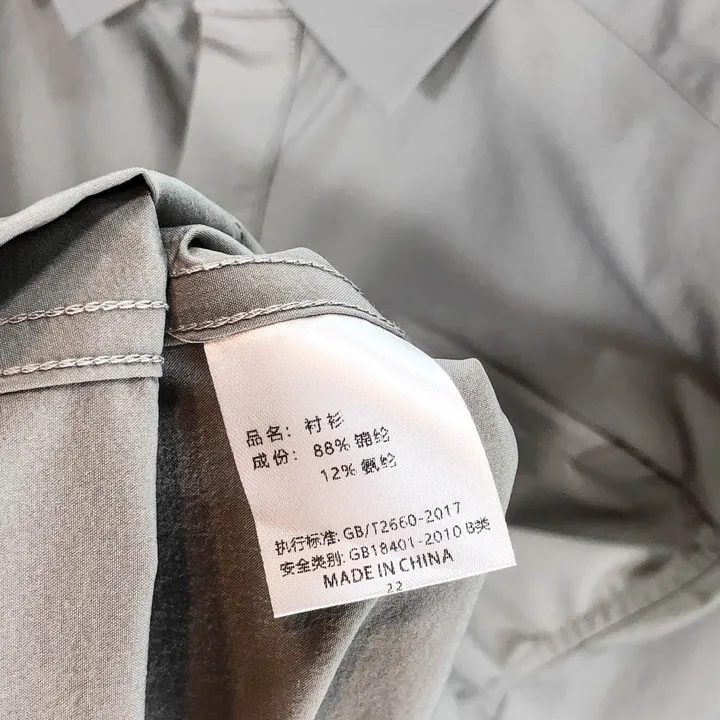 品名: 衬衫
成份: 88% 锦纶
12% 氨纶
执行标准: GB/T2660-2017
安全类别: GB18401-2010 B类
MADE IN CHINA
22